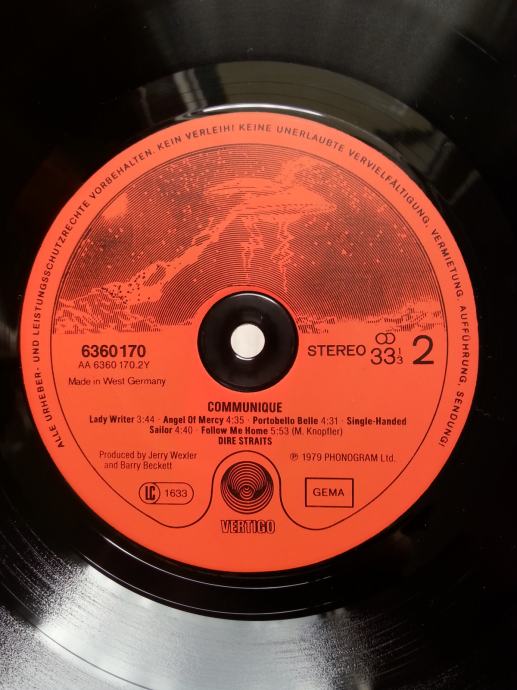 ALLE URHEBER- UND LEISTUNGSSCHUTZRECHTE VORBEHALTEN. KEIN VERLEIH! KEINE UNERLAUBTE VERVIELFÄLTIGUNG, VERMIETUNG, AUFFÜHRUNG, SENDUNG!
6360170
AA 6360 170.2Y
Made in West Germany
STEREO 33 1/3 2
COMMUNIQUE
Lady Writer 3:44 · Angel Of Mercy 4:35 · Portobello Belle 4:31 · Single-Handed
Sailor 4:40 · Follow Me Home 5:53 (M. Knopfler)
DIRE STRAITS
Produced by Jerry Wexler
and Barry Beckett
℗ 1979 PHONOGRAM Ltd.
LC 1633
GEMA
VERTIGO